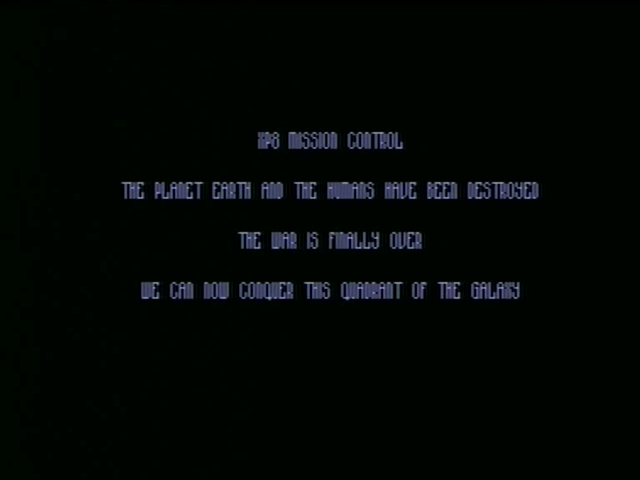 XP8 MISSION CONTROL
THE PLANET EARTH AND THE HUMANS HAVE BEEN DESTROYED
THE WAR IS FINALLY OVER
WE CAN NOW CONQUER THIS QUADRANT OF THE GALAXY